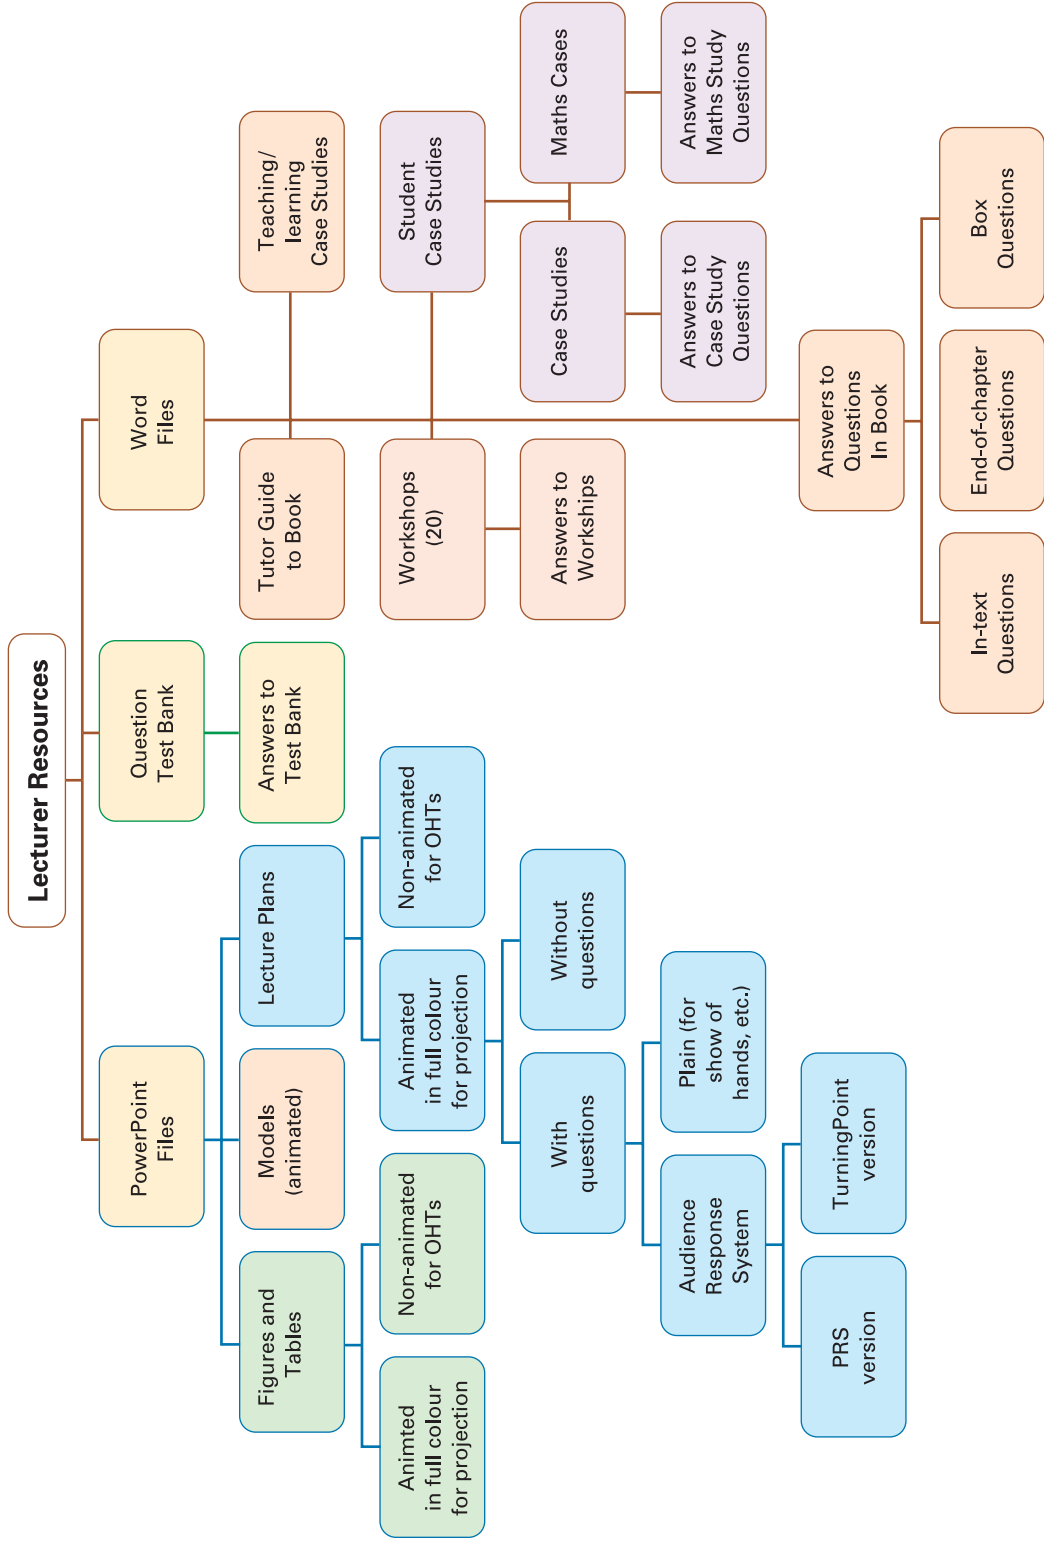 Lecturer Resources
PowerPoint
Files
Question
Test Bank
Word
Files
Figures and
Tables
Models
(animated)
Lecture Plans
Answers to
Test Bank
Tutor Guide
to Book
Teaching/
learning
Case Studies
Animted
in full colour
for projection
Non-animated
for OHTs
Animated
in full colour
for projection
Non-animated
for OHTs
Workshops
(20)
Student
Case Studies
With
questions
Without
questions
Answers to
Workships
Case Studies
Maths Cases
Audience
Response
System
Plain (for
show of
hands, etc.)
Answers to
Case Study
Questions
Answers to
Maths Study
Questions
PRS
version
TurningPoint
version
Answers to
Questions
In Book
In-text
Questions
End-of-chapter
Questions
Box
Questions